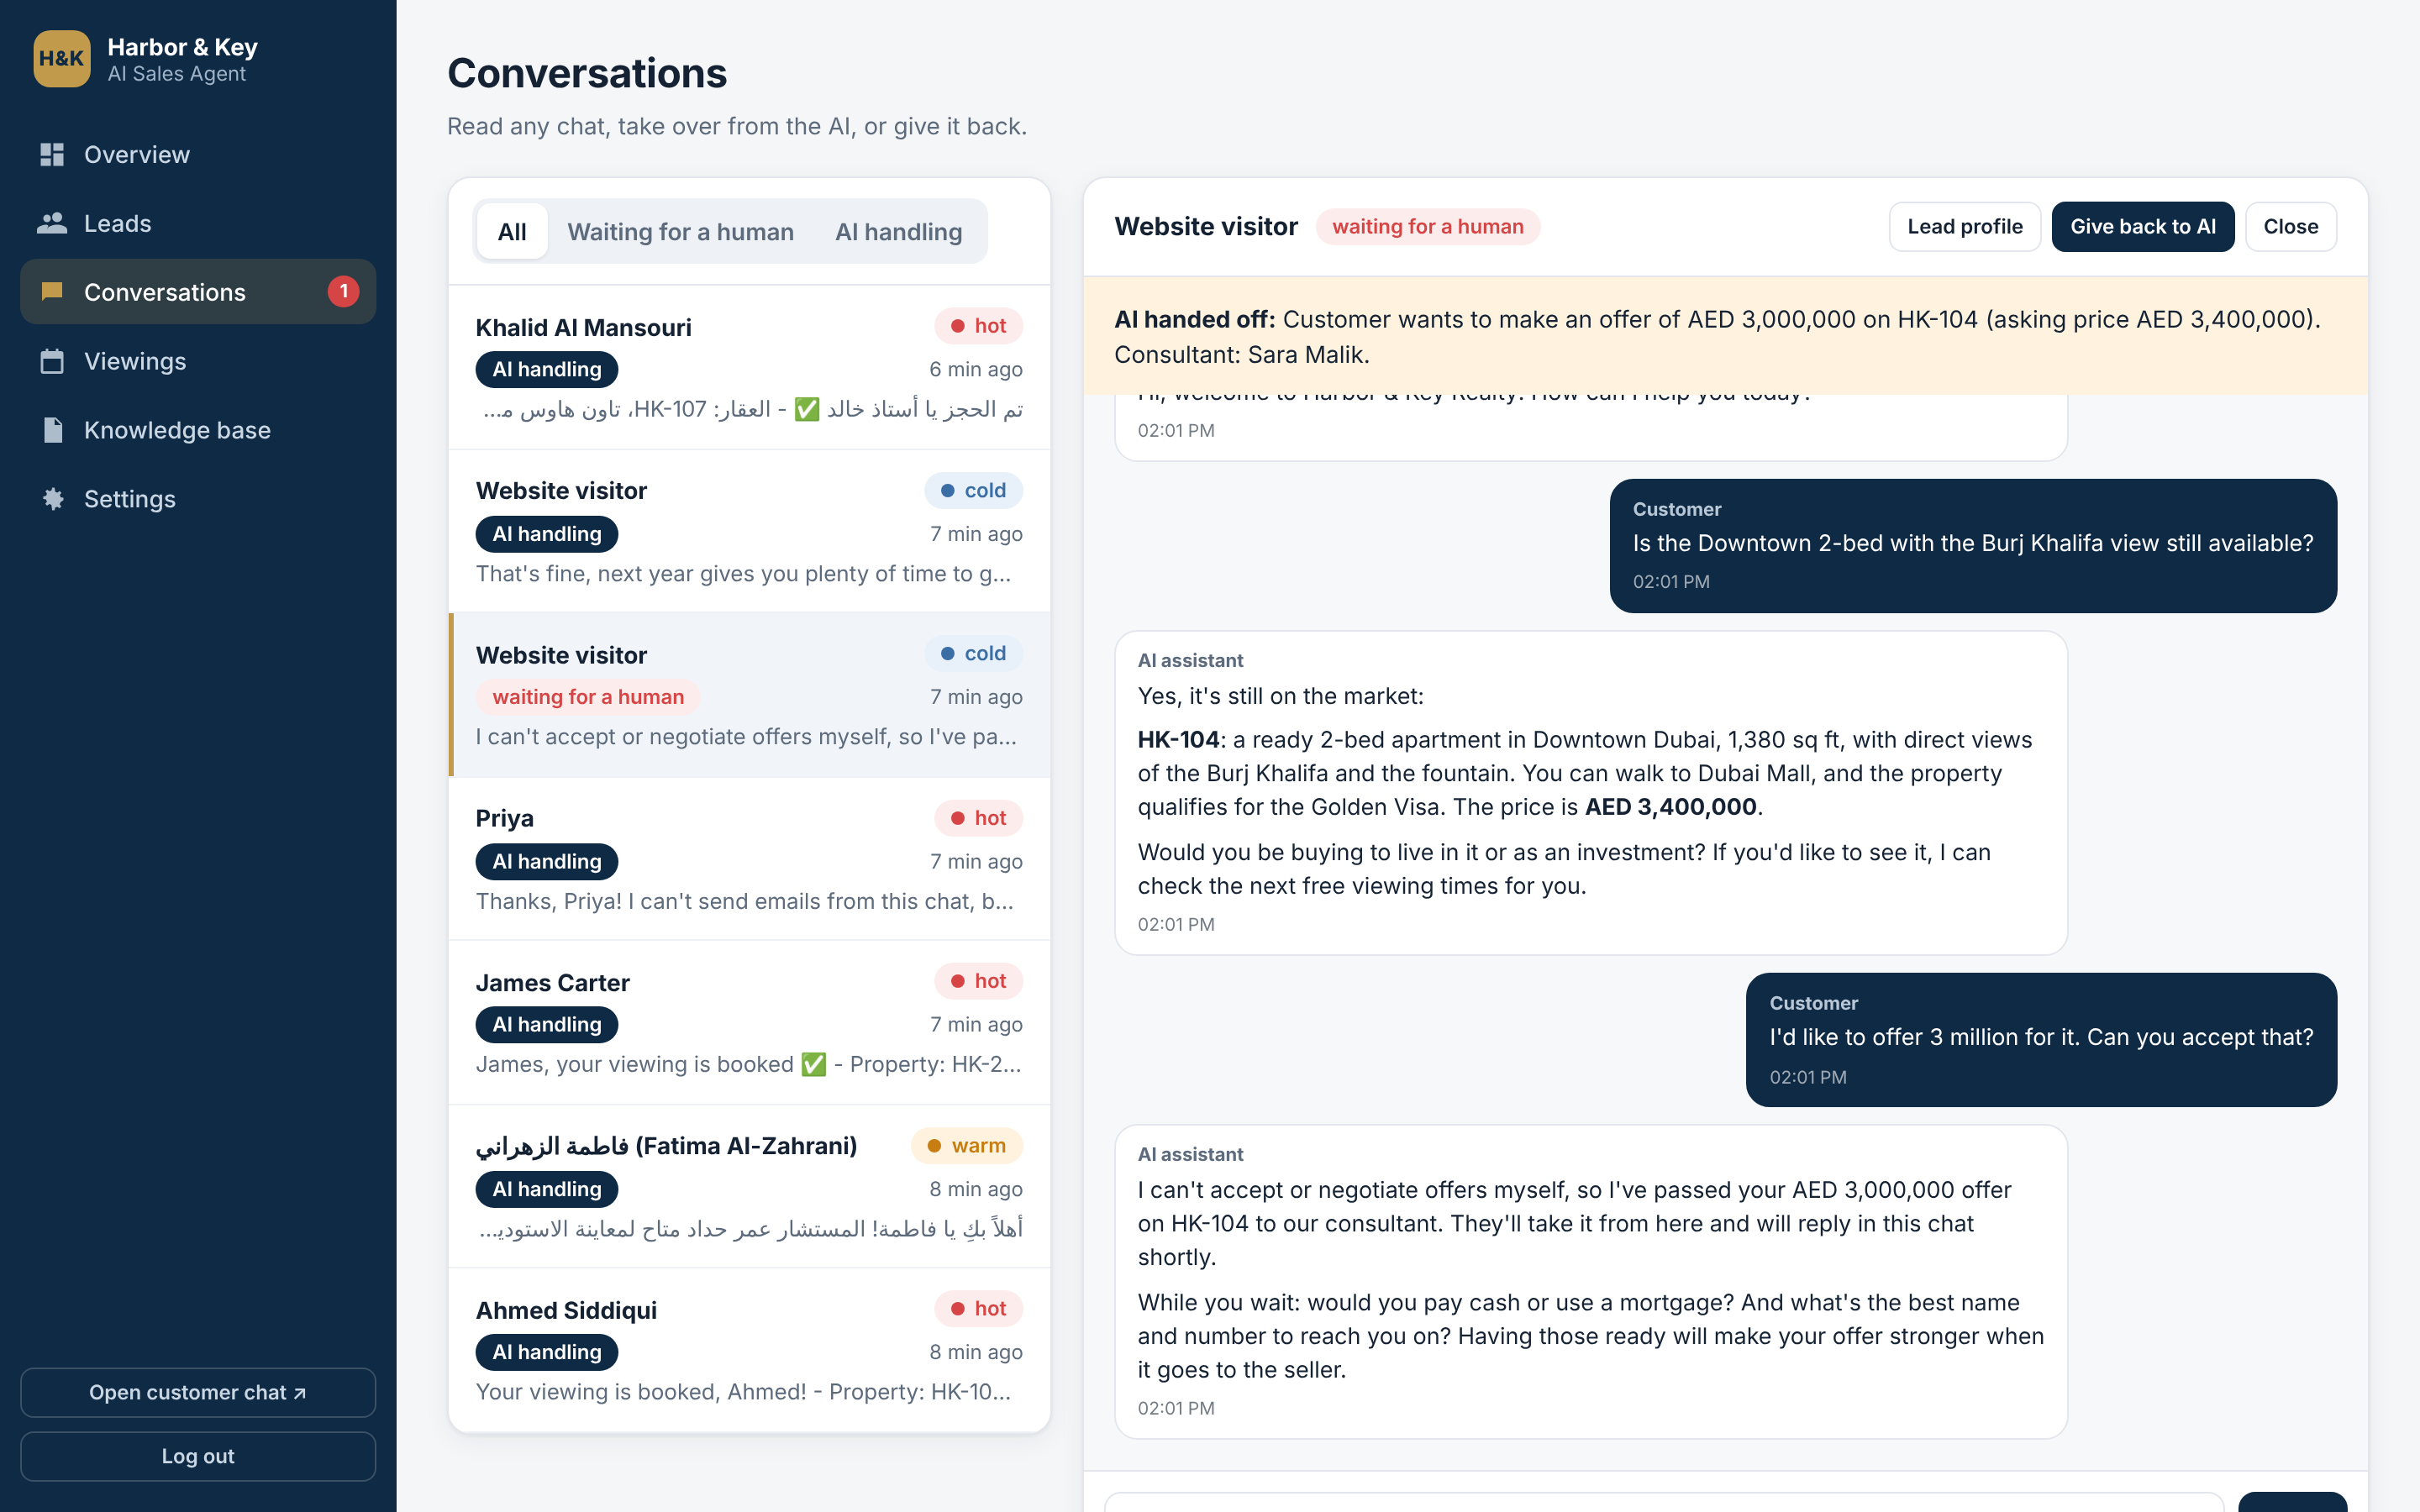 H&K
Harbor & Key
AI Sales Agent
Overview
Leads
Conversations
1
Viewings
Knowledge base
Settings
Open customer chat ↗
Log out
Conversations
Read any chat, take over from the AI, or give it back.
All
Waiting for a human
AI handling
Khalid Al Mansouri
hot
AI handling
6 min ago
تم الحجز يا أستاذ خالد ✅ - العقار: HK-107، تاون هاوس م...
Website visitor
cold
AI handling
7 min ago
That's fine, next year gives you plenty of time to g...
Website visitor
cold
waiting for a human
7 min ago
I can't accept or negotiate offers myself, so I've pa...
Priya
hot
AI handling
7 min ago
Thanks, Priya! I can't send emails from this chat, b...
James Carter
hot
AI handling
7 min ago
James, your viewing is booked ✅ - Property: HK-2...
فاطمة الزهراني (Fatima Al-Zahrani)
warm
AI handling
8 min ago
أهلاً بكِ يا فاطمة! المستشار عمر حداد متاح لمعاينة الاستودي...
Ahmed Siddiqui
hot
AI handling
8 min ago
Your viewing is booked, Ahmed! - Property: HK-10...
Website visitor
waiting for a human
Lead profile
Give back to AI
Close
AI handed off: Customer wants to make an offer of AED 3,000,000 on HK-104 (asking price AED 3,400,000).
Consultant: Sara Malik.
Hi, welcome to Harbor & Key Realty! How can I help you today?
02:01 PM
Customer
Is the Downtown 2-bed with the Burj Khalifa view still available?
02:01 PM
AI assistant
Yes, it's still on the market:
HK-104: a ready 2-bed apartment in Downtown Dubai, 1,380 sq ft, with direct views
of the Burj Khalifa and the fountain. You can walk to Dubai Mall, and the property
qualifies for the Golden Visa. The price is AED 3,400,000.
Would you be buying to live in it or as an investment? If you'd like to see it, I can
check the next free viewing times for you.
02:01 PM
Customer
I'd like to offer 3 million for it. Can you accept that?
02:01 PM
AI assistant
I can't accept or negotiate offers myself, so I've passed your AED 3,000,000 offer
on HK-104 to our consultant. They'll take it from here and will reply in this chat
shortly.
While you wait: would you pay cash or use a mortgage? And what's the best name
and number to reach you on? Having those ready will make your offer stronger when
it goes to the seller.
02:01 PM